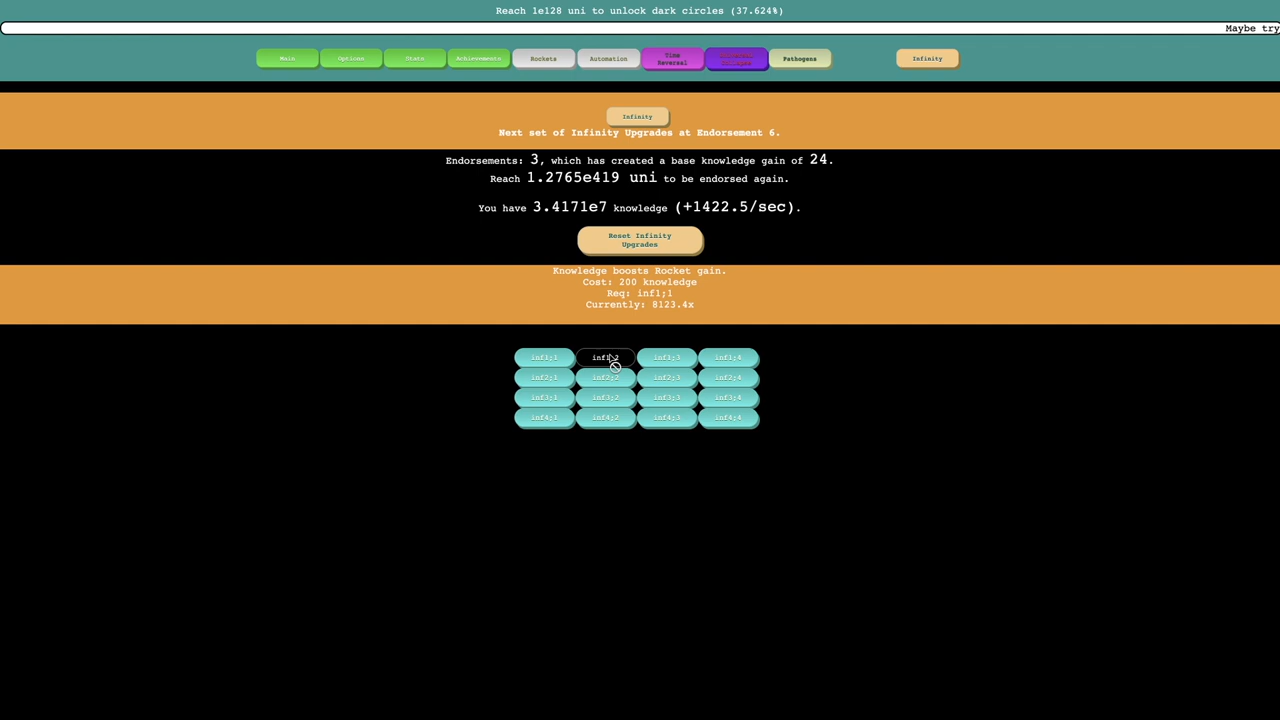 Reach 1e128 uni to unlock dark circles (37.624%)
Maybe try
Main
Options
Stats
Achievements
Rockets
Automation
Time
Reversal
Pathogens
Infinity
Infinity
Next set of Infinity Upgrades at Endorsement 6.
Endorsements: 3, which has created a base knowledge gain of 24.
Reach 1.2765e419 uni to be endorsed again.
You have 3.4171e7 knowledge (+1422.5/sec).
Reset Infinity
Upgrades
Knowledge boosts Rocket gain.
Cost: 200 knowledge
Req: inf1;1
Currently: 8123.4x
inf1;1
inf1;2
inf1;3
inf1;4
inf2;1
inf2;2
inf2;3
inf2;4
inf3;1
inf3;2
inf3;3
inf3;4
inf4;1
inf4;2
inf4;3
inf4;4